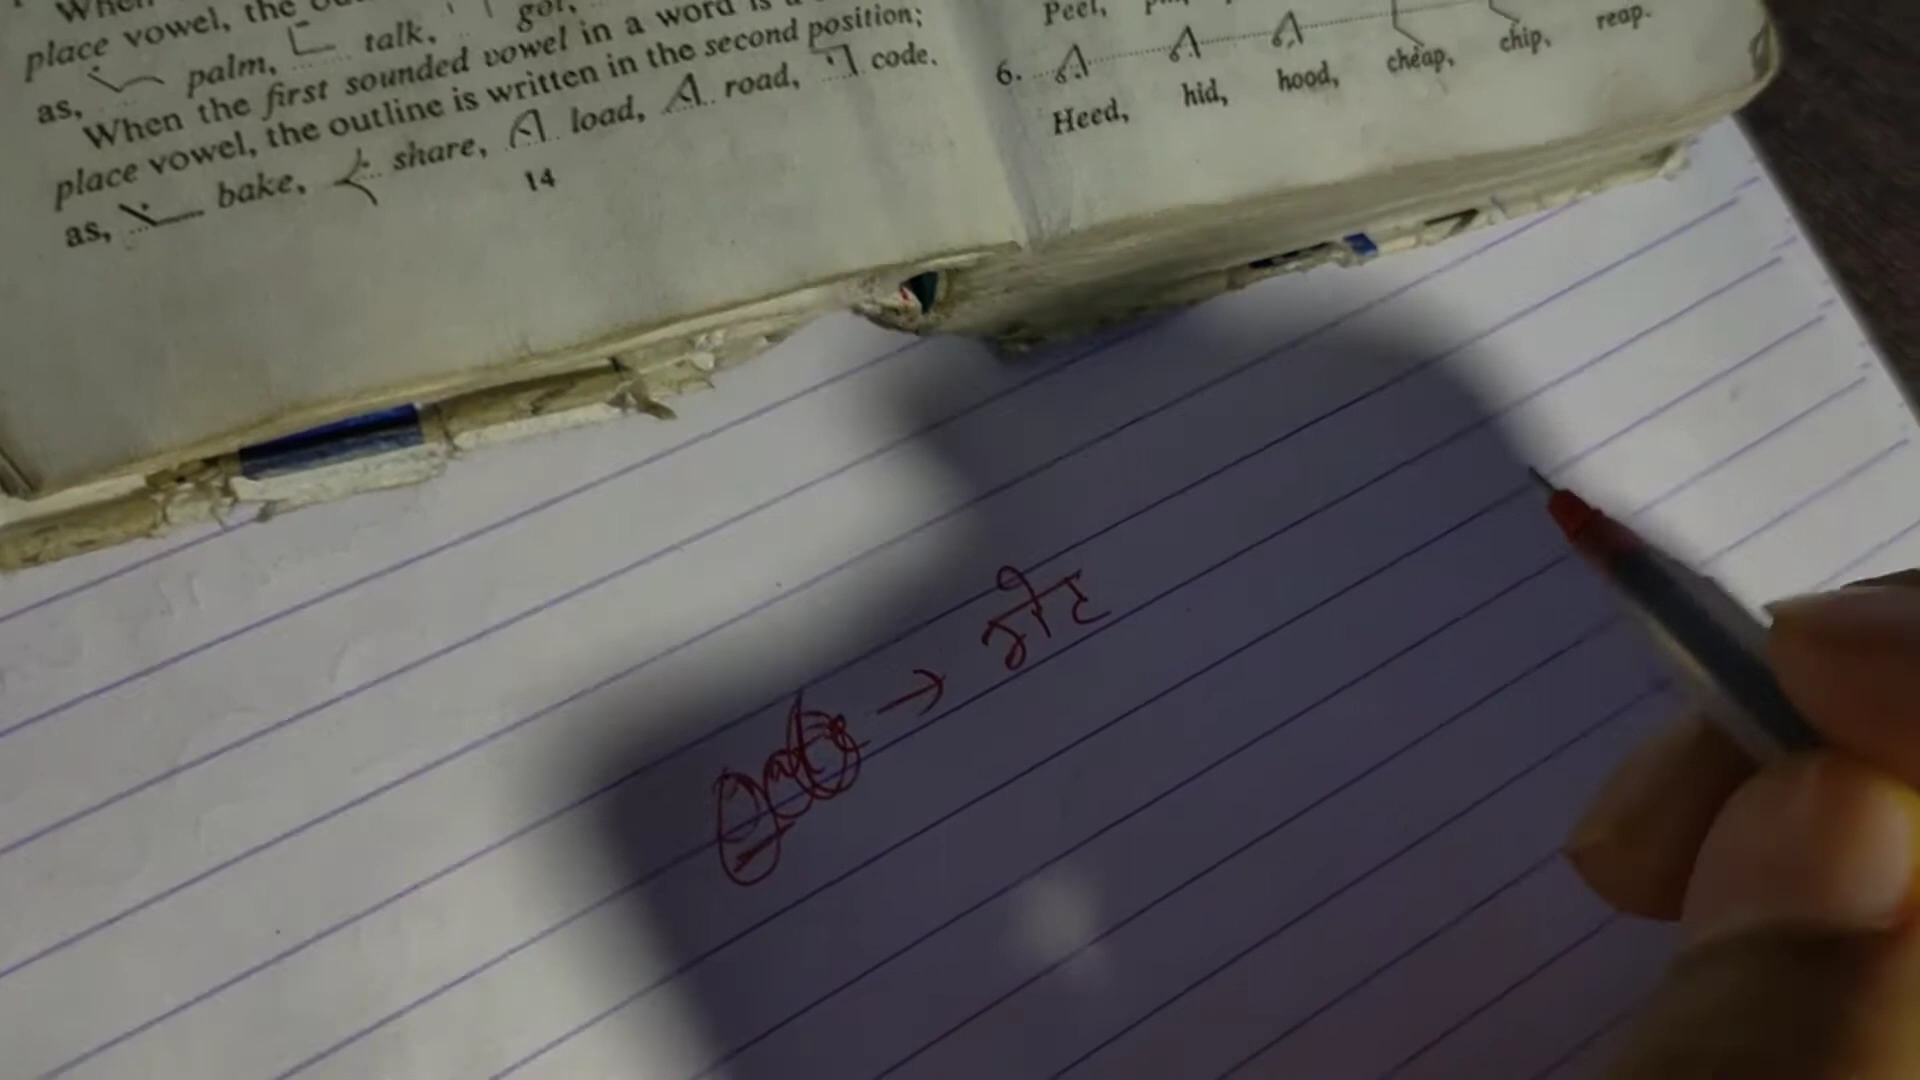 When
place vowel, the
as, palm, talk, got,
When the first sounded vowel in a word is a
place vowel, the outline is written in the second position;
as, bake, share, load, road, code.
14
Peel,
6.
Heed, hid, hood, cheap, chip, reap.
→ गेट